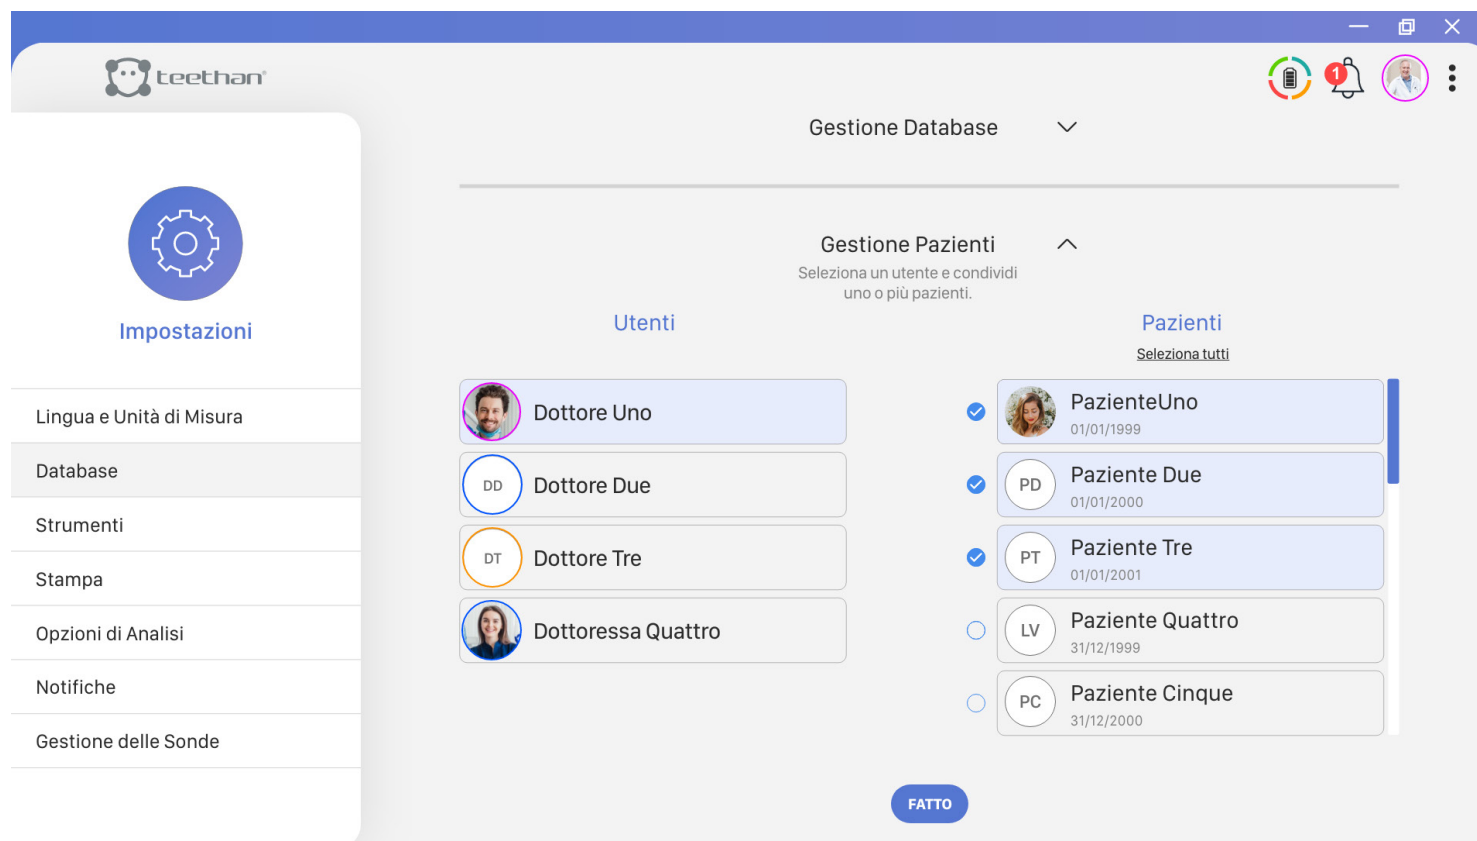 teethan®
1
Gestione Database
Gestione Pazienti
Seleziona un utente e condividi
uno o più pazienti.
Impostazioni
Lingua e Unità di Misura
Database
Strumenti
Stampa
Opzioni di Analisi
Notifiche
Gestione delle Sonde
Utenti
Dottore Uno
DD
Dottore Due
DT
Dottore Tre
Dottoressa Quattro
Pazienti
Seleziona tutti
PazienteUno
01/01/1999
PD
Paziente Due
01/01/2000
PT
Paziente Tre
01/01/2001
LV
Paziente Quattro
31/12/1999
PC
Paziente Cinque
31/12/2000
FATTO